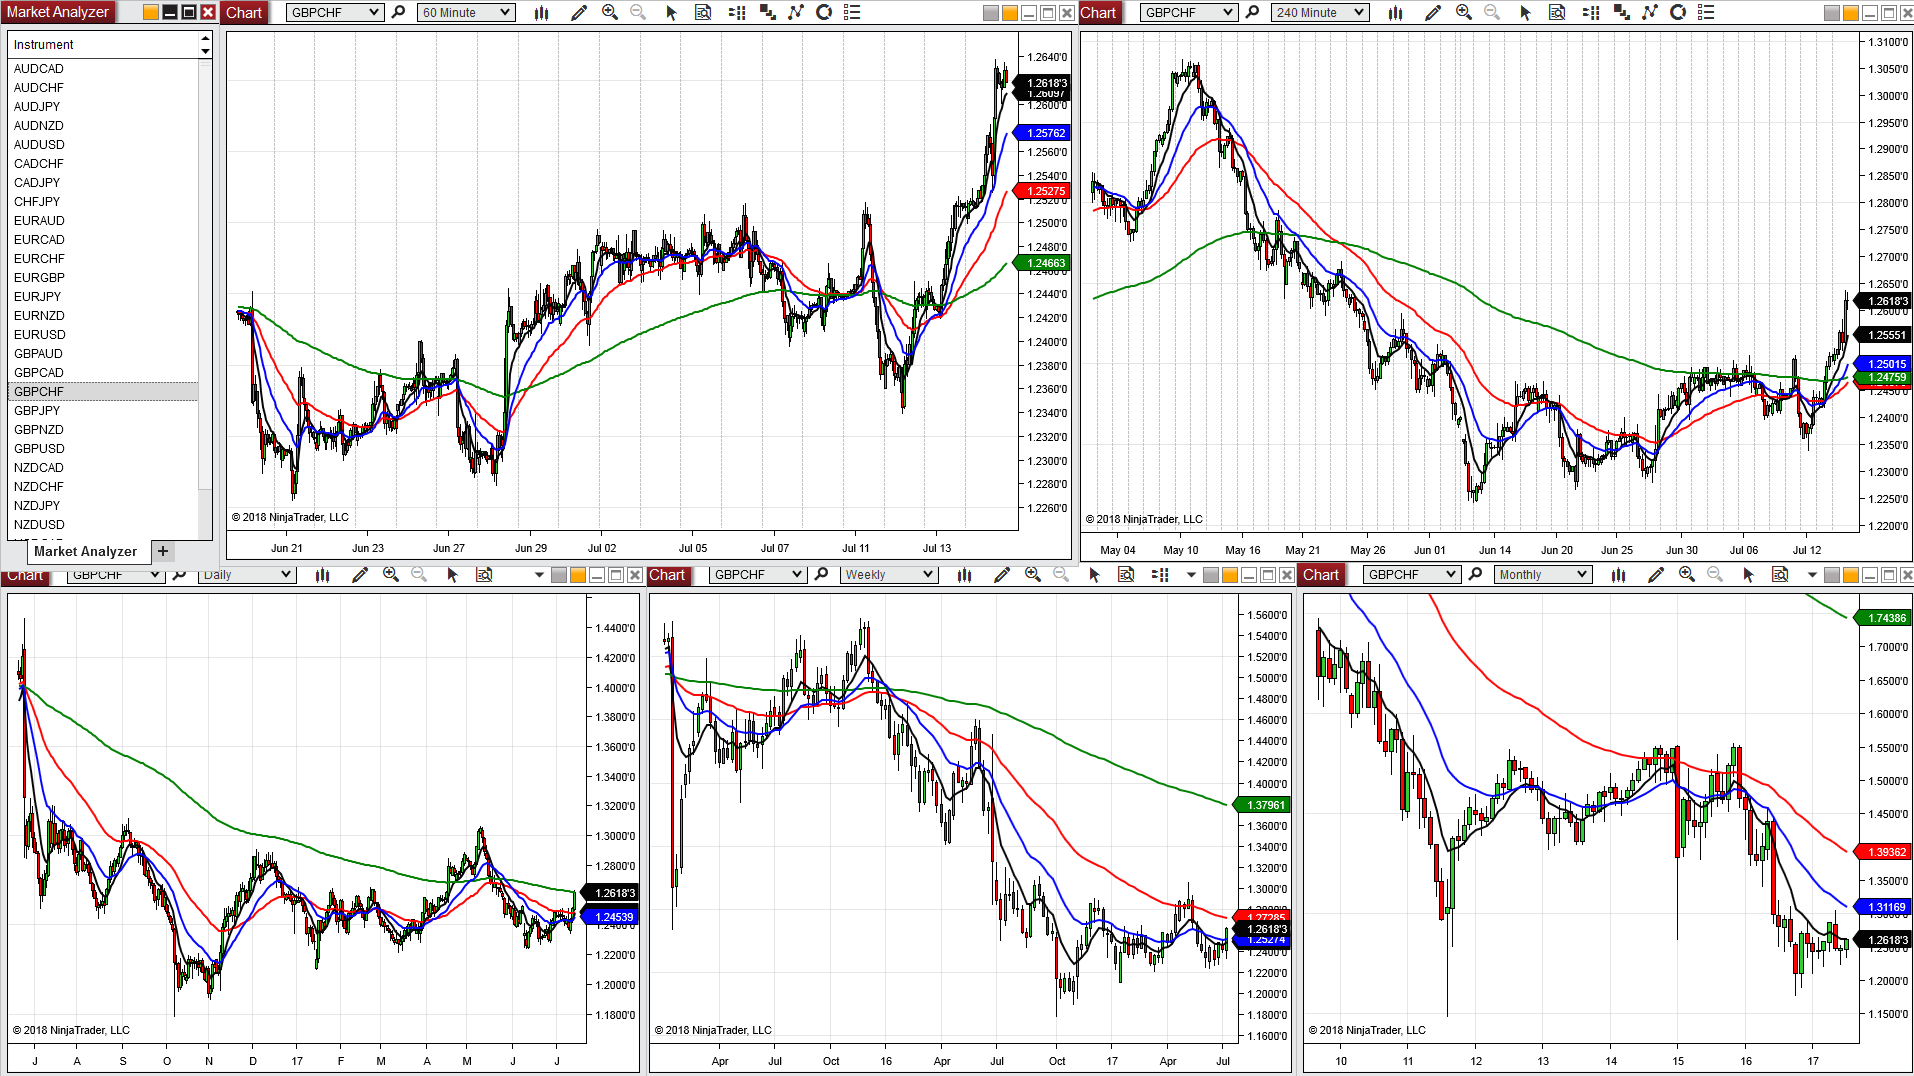 Market Analyzer
Instrument
AUDCAD
AUDCHF
AUDJPY
AUDNZD
AUDUSD
CADCHF
CADJPY
CHFJPY
EURAUD
EURCAD
EURCHF
EURGBP
EURJPY
EURNZD
EURUSD
GBPAUD
GBPCAD
GBPCHF
GBPJPY
GBPNZD
GBPUSD
NZDCAD
NZDCHF
NZDJPY
NZDUSD
Market Analyzer +
Chart GBPCHF 60 Minute
1.2640'0
1.2618'3
1.26097
1.2600'0
1.25762
1.2560'0
1.2540'0
1.25275
1.2520'0
1.2500'0
1.2480'0
1.24663
1.2460'0
1.2440'0
1.2420'0
1.2400'0
1.2380'0
1.2360'0
1.2340'0
1.2320'0
1.2300'0
1.2280'0
1.2260'0
© 2018 NinjaTrader, LLC
Jun 21 Jun 23 Jun 27 Jun 29 Jul 02 Jul 05 Jul 07 Jul 11 Jul 13
Chart GBPCHF 240 Minute
1.3100'0
1.3050'0
1.3000'0
1.2950'0
1.2900'0
1.2850'0
1.2800'0
1.2750'0
1.2700'0
1.2650'0
1.2618'3
1.2600'0
1.25551
1.25015
1.24759
1.2450'0
1.2400'0
1.2350'0
1.2300'0
1.2250'0
1.2200'0
© 2018 NinjaTrader, LLC
May 04 May 10 May 16 May 21 May 26 Jun 01 Jun 14 Jun 20 Jun 25 Jun 30 Jul 06 Jul 12
Chart GBPCHF Daily
1.4400'0
1.4200'0
1.4000'0
1.3800'0
1.3600'0
1.3400'0
1.3200'0
1.3000'0
1.2800'0
1.2618'3
1.24539
1.2400'0
1.2200'0
1.2000'0
1.1800'0
© 2018 NinjaTrader, LLC
J A S O N D 17 F M A M J J
Chart GBPCHF Weekly
1.5600'0
1.5400'0
1.5200'0
1.5000'0
1.4800'0
1.4600'0
1.4400'0
1.4200'0
1.4000'0
1.37961
1.3600'0
1.3400'0
1.3200'0
1.3000'0
1.2800'0
1.27285
1.2618'3
1.25274
1.2200'0
1.2000'0
1.1800'0
1.1600'0
© 2018 NinjaTrader, LLC
Apr Jul Oct 16 Apr Jul Oct 17 Apr Jul
Chart GBPCHF Monthly
1.74386
1.7000'0
1.6500'0
1.6000'0
1.5500'0
1.5000'0
1.4500'0
1.39362
1.3500'0
1.31169
1.2618'3
1.2000'0
1.1500'0
© 2018 NinjaTrader, LLC
10 11 12 13 14 15 16 17